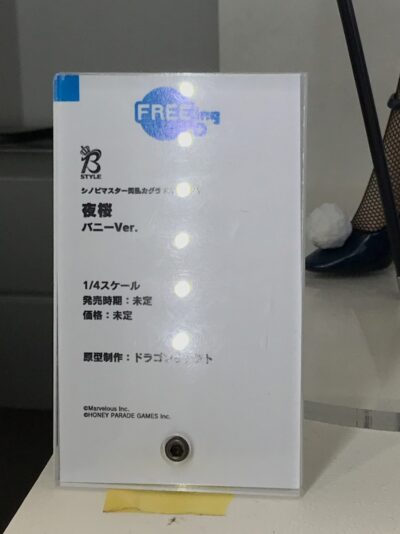 FREEing
B
STYLE
シノビマスター閃乱カグラ
夜桜
バニーVer.
1/4スケール
発売時期：未定
価格：未定
原型制作：ドラゴン
©Marvelous Inc.
©HONEY PARADE GAMES Inc.